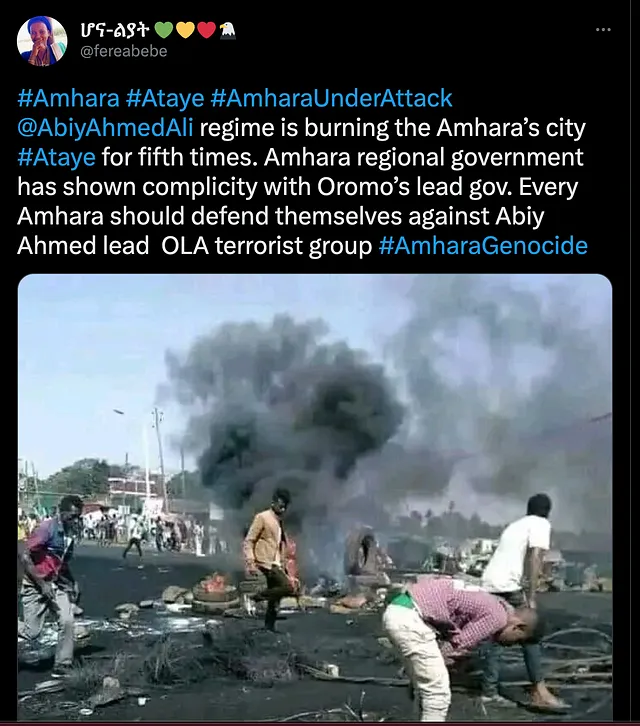 ሆና-ልያት 💚💛❤️🦅
@fereabebe
#Amhara #Ataye #AmharaUnderAttack
@AbiyAhmedAli regime is burning the Amhara's city
#Ataye for fifth times. Amhara regional government
has shown complicity with Oromo's lead gov. Every
Amhara should defend themselves against Abiy
Ahmed lead OLA terrorist group #AmharaGenocide